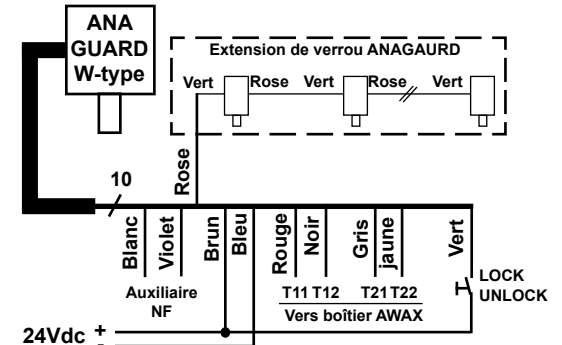 ANA
GUARD
W-type
Extension de verrou ANAGAURD
Vert Rose Vert Rose Vert
Rose
10
Blanc Violet Brun Bleu Rouge Noir Gris jaune Vert
Auxiliaire
NF
T11 T12 T21 T22
Vers boîtier AWAX
LOCK
UNLOCK
24Vdc +
-